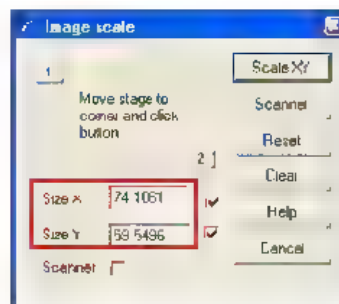 Image scale
1
Scale XY
Move stage to
corner and click
button
Scanner
Reset
2
Clear
Size X 74.1061
Help
Size Y 59.5496
Cancel
Scanner